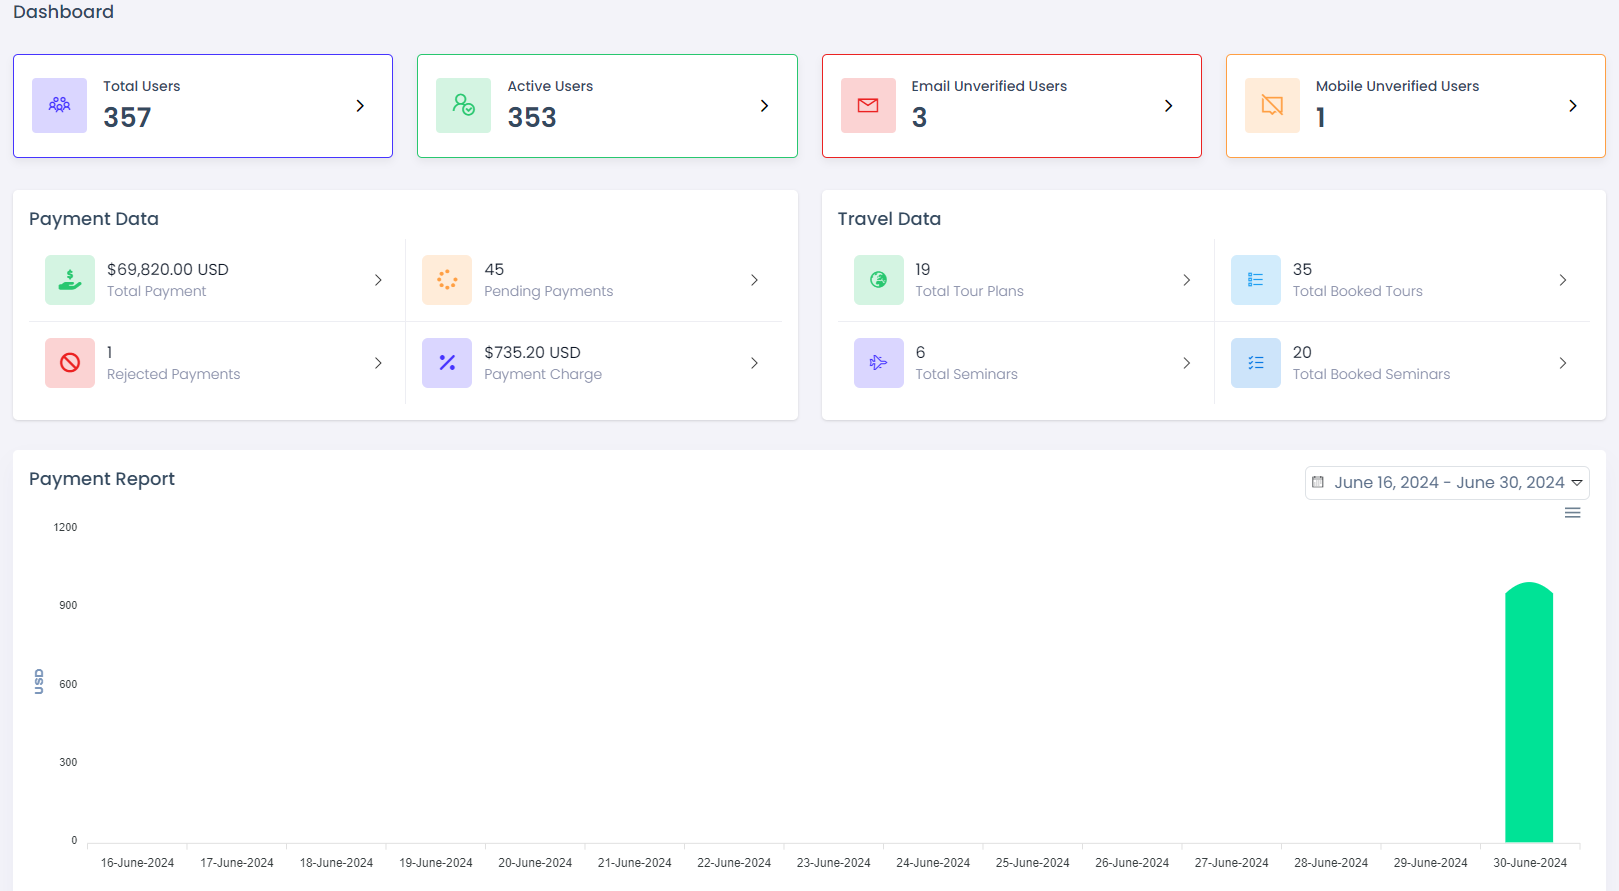 Dashboard
Total Users
357
Active Users
353
Email Unverified Users
3
Mobile Unverified Users
1
Payment Data
$69,820.00 USD
Total Payment
45
Pending Payments
1
Rejected Payments
$735.20 USD
Payment Charge
Travel Data
19
Total Tour Plans
35
Total Booked Tours
6
Total Seminars
20
Total Booked Seminars
Payment Report
June 16, 2024 - June 30, 2024
1200
900
600
300
0
USD
16-June-2024 17-June-2024 18-June-2024 19-June-2024 20-June-2024 21-June-2024 22-June-2024 23-June-2024 24-June-2024 25-June-2024 26-June-2024 27-June-2024 28-June-2024 29-June-2024 30-June-2024